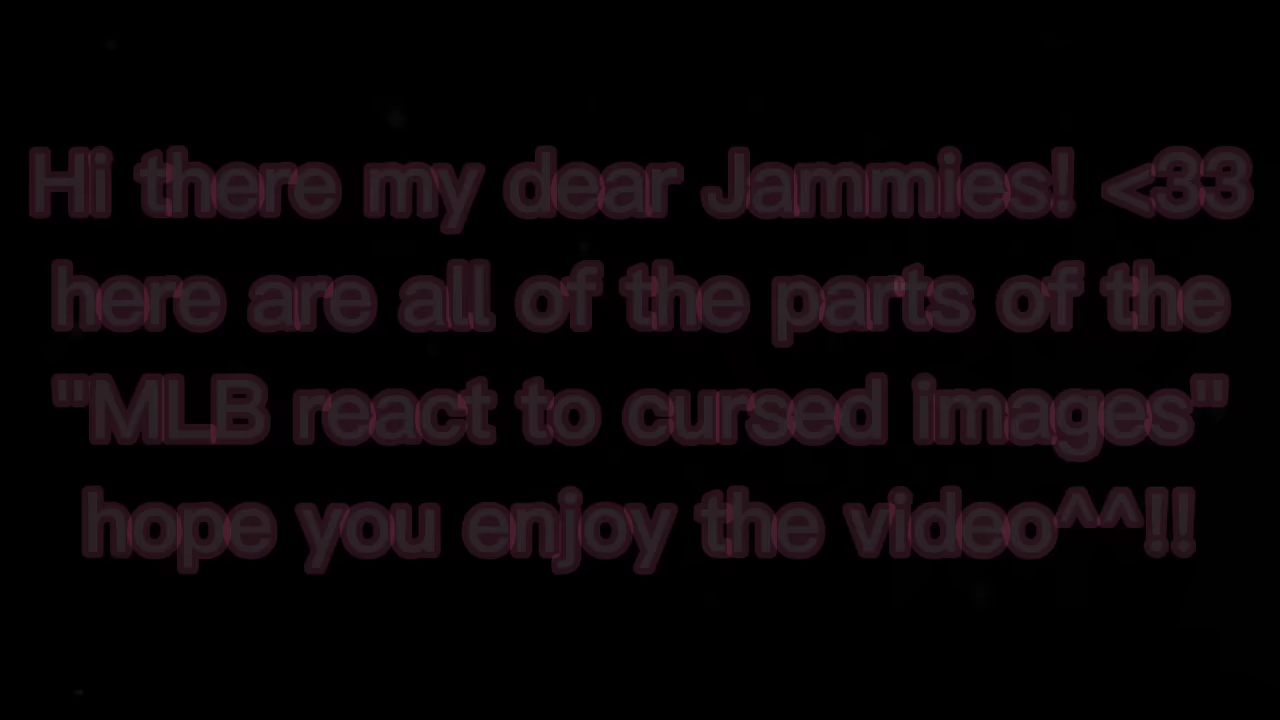 Hi there my dear Jammies! <33
here are all of the parts of the
"MLB react to cursed images"
hope you enjoy the video^^!!